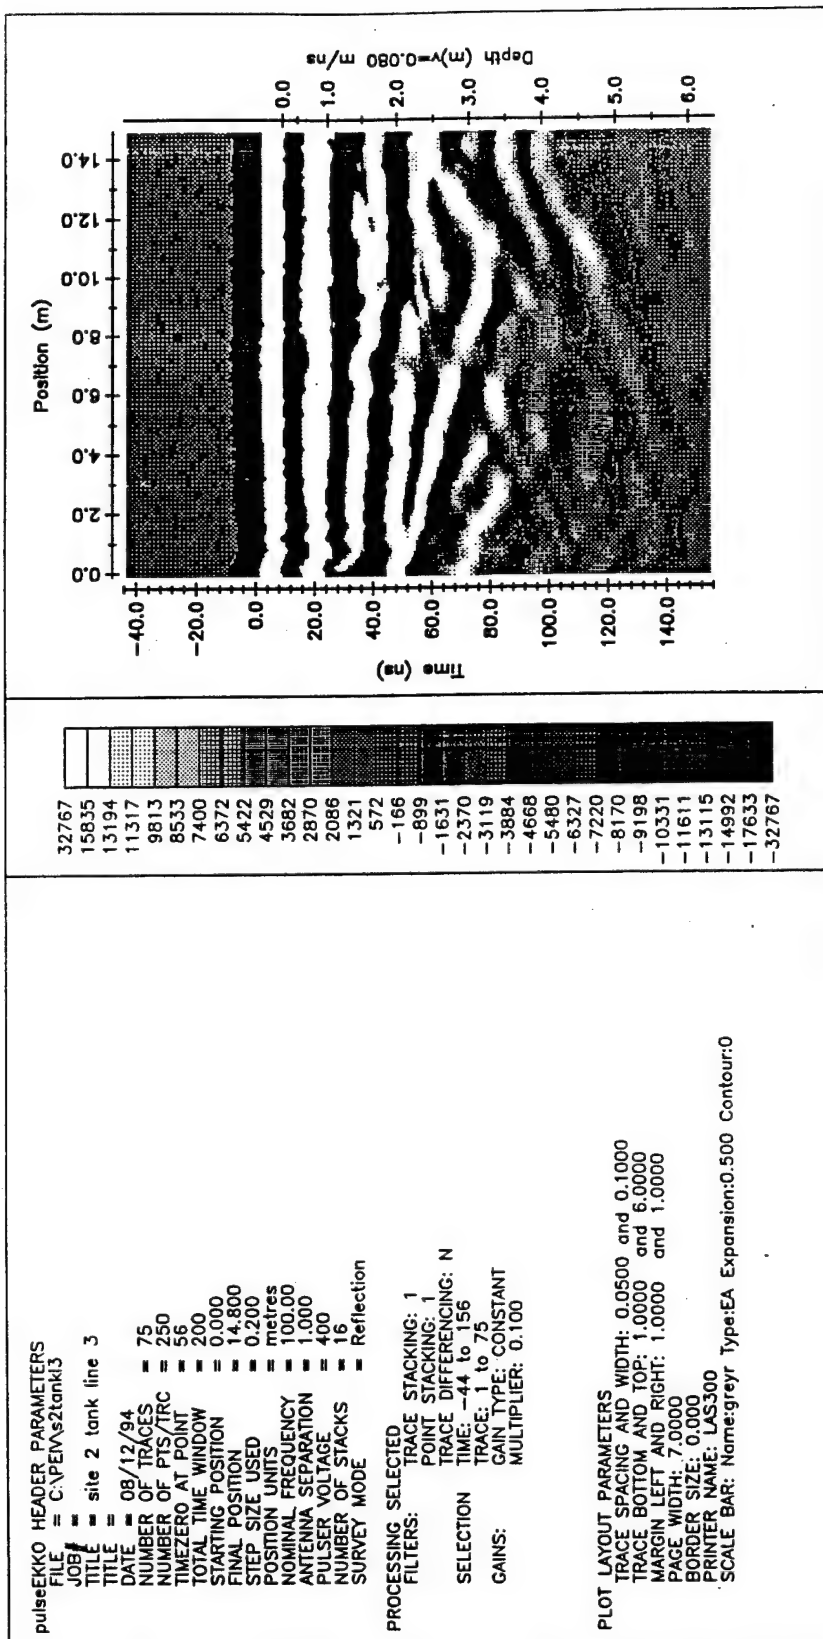 pulseEKKO HEADER PARAMETERS
FILE = C:\PEIV\s2tankl3
JOB# =
TITLE = site 2 tank line 3
TITLE =
DATE = 08/12/94
NUMBER OF TRACES = 75
NUMBER OF PTS/TRC = 250
TIMEZERO AT POINT = 56
TOTAL TIME WINDOW = 200
STARTING POSITION = 0.000
FINAL POSITION = 14.800
STEP SIZE USED = 0.200
POSITION UNITS = metres
NOMINAL FREQUENCY = 100.00
ANTENNA SEPARATION = 1.000
PULSER VOLTAGE = 400
NUMBER OF STACKS = 16
SURVEY MODE = Reflection
PROCESSING SELECTED
FILTERS: TRACE STACKING: 1
POINT STACKING: 1
TRACE DIFFERENCING: N
SELECTION TIME: -44 to 156
TRACE: 1 to 75
GAINS: GAIN TYPE: CONSTANT
MULTIPLIER: 0.100
PLOT LAYOUT PARAMETERS
TRACE SPACING AND WIDTH: 0.0500 and 0.1000
TRACE BOTTOM AND TOP: 1.0000 and 6.0000
MARGIN LEFT AND RIGHT: 1.0000 and 1.0000
PAGE WIDTH: 7.0000
BORDER SIZE: 0.000
PRINTER NAME: LAS300
SCALE BAR: Name:greyr Type:EA Expansion:0.500 Contour:0
32767
15835
13194
11317
9813
8533
7400
6372
5422
4529
3682
2870
2086
1321
572
-166
-899
-1631
-2370
-3119
-3884
-4668
-5480
-6327
-7220
-8170
-9198
-10331
-11611
-13115
-14992
-17633
-32767
Position (m)
0.0 2.0 4.0 6.0 8.0 10.0 12.0 14.0
Time (ns)
-40.0
-20.0
0.0
20.0
40.0
60.0
80.0
100.0
120.0
140.0
Depth (m)v=0.080 m/ns
0.0
1.0
2.0
3.0
4.0
5.0
6.0